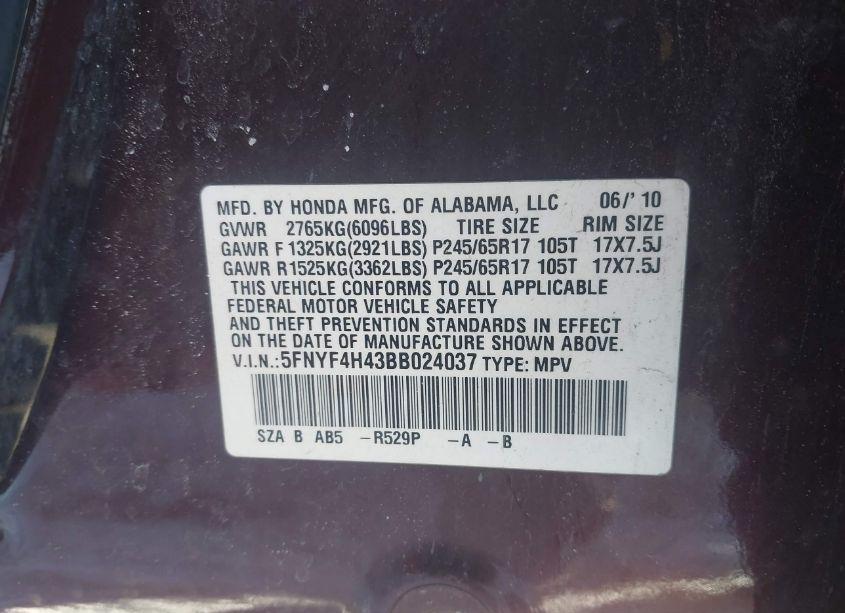 MFD. BY HONDA MFG. OF ALABAMA, LLC 06/' 10
GVWR 2765KG(6096LBS) TIRE SIZE RIM SIZE
GAWR F 1325KG(2921LBS) P245/65R17 105T 17X7.5J
GAWR R1525KG(3362LBS) P245/65R17 105T 17X7.5J
THIS VEHICLE CONFORMS TO ALL APPLICABLE
FEDERAL MOTOR VEHICLE SAFETY
AND THEFT PREVENTION STANDARDS IN EFFECT
ON THE DATE OF MANUFACTURE SHOWN ABOVE.
V.I.N.:5FNYF4H43BB024037 TYPE: MPV
SZA B AB5 -R529P -A -B